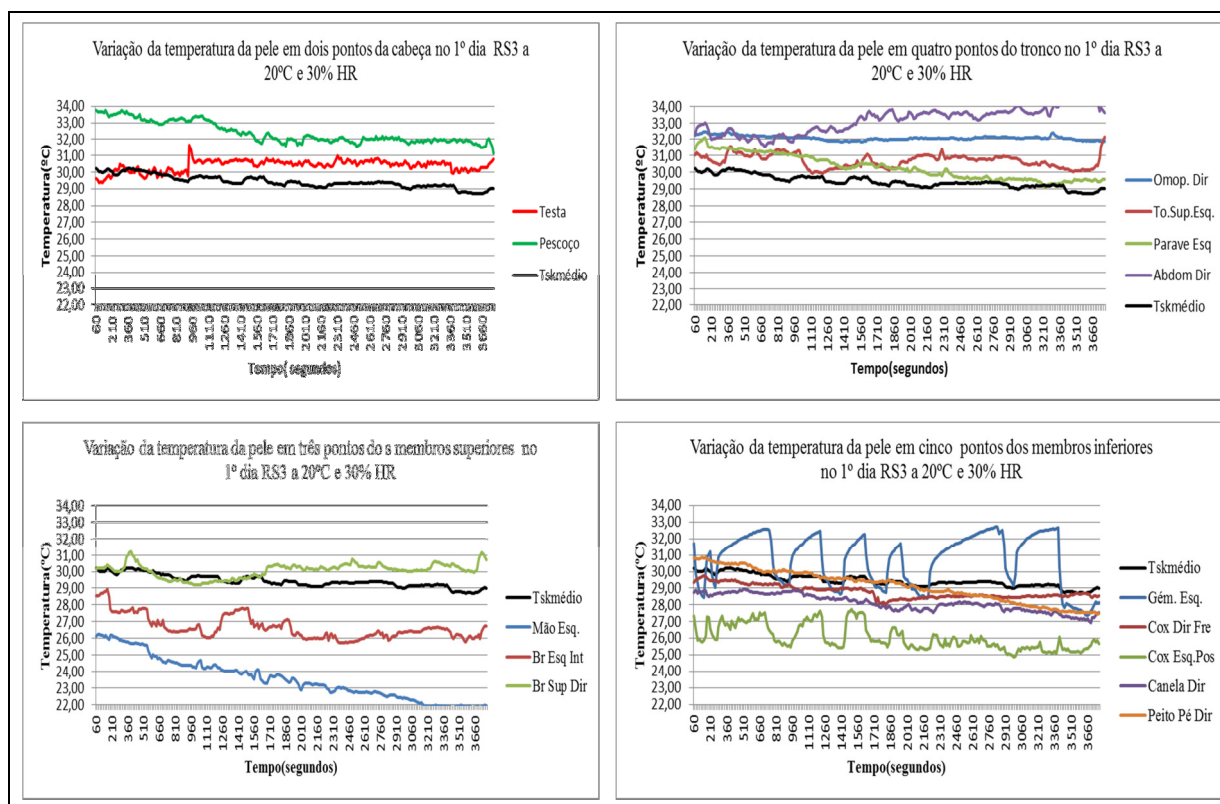 Variação da temperatura da pele em dois pontos da cabeça no 1º dia RS3 a
20ºC e 30% HR
Temperatura(ºC)
34,00
33,00
32,00
31,00
30,00
29,00
28,00
27,00
26,00
25,00
24,00
23,00
22,00
60 210 360 510 660 810 960 1110 1260 1410 1560 1710 1860 2010 2160 2310 2460 2610 2760 2910 3060 3210 3360 3510 3660
Tempo( segundos)
Testa
Pescoço
Tskmédio
Variação da temperatura da pele em quatro pontos do tronco no 1º dia RS3 a
20ºC e 30% HR
Temperatura(ºC)
34,00
33,00
32,00
31,00
30,00
29,00
28,00
27,00
26,00
25,00
24,00
23,00
22,00
60 210 360 510 660 810 960 1110 1260 1410 1560 1710 1860 2010 2160 2310 2460 2610 2760 2910 3060 3210 3360 3510 3660
Tempo(segundos)
Omop. Dir
To.Sup.Esq.
Parave Esq
Abdom Dir
Tskmédio
Variação da temperatura da pele em três pontos do s membros superiores no
1º dia RS3 a 20ºC e 30% HR
Temperatura(°C)
34,00
33,00
32,00
31,00
30,00
29,00
28,00
27,00
26,00
25,00
24,00
23,00
22,00
60 210 360 510 660 810 960 1110 1260 1410 1560 1710 1860 2010 2160 2310 2460 2610 2760 2910 3060 3210 3360 3510 3660
Tempo(segundos)
Tskmédio
Mão Esq.
Br Esq Int
Br Sup Dir
Variação da temperatura da pele em cinco pontos dos membros inferiores
no 1º dia RS3 a 20ºC e 30% HR
Temperatura(°C)
34,00
33,00
32,00
31,00
30,00
29,00
28,00
27,00
26,00
25,00
24,00
23,00
22,00
60 210 360 510 660 810 960 1110 1260 1410 1560 1710 1860 2010 2160 2310 2460 2610 2760 2910 3060 3210 3360 3510 3660
Tempo(segundos)
Tskmédio
Gém. Esq.
Cox Dir Fre
Cox Esq.Pos
Canela Dir
Peito Pé Dir